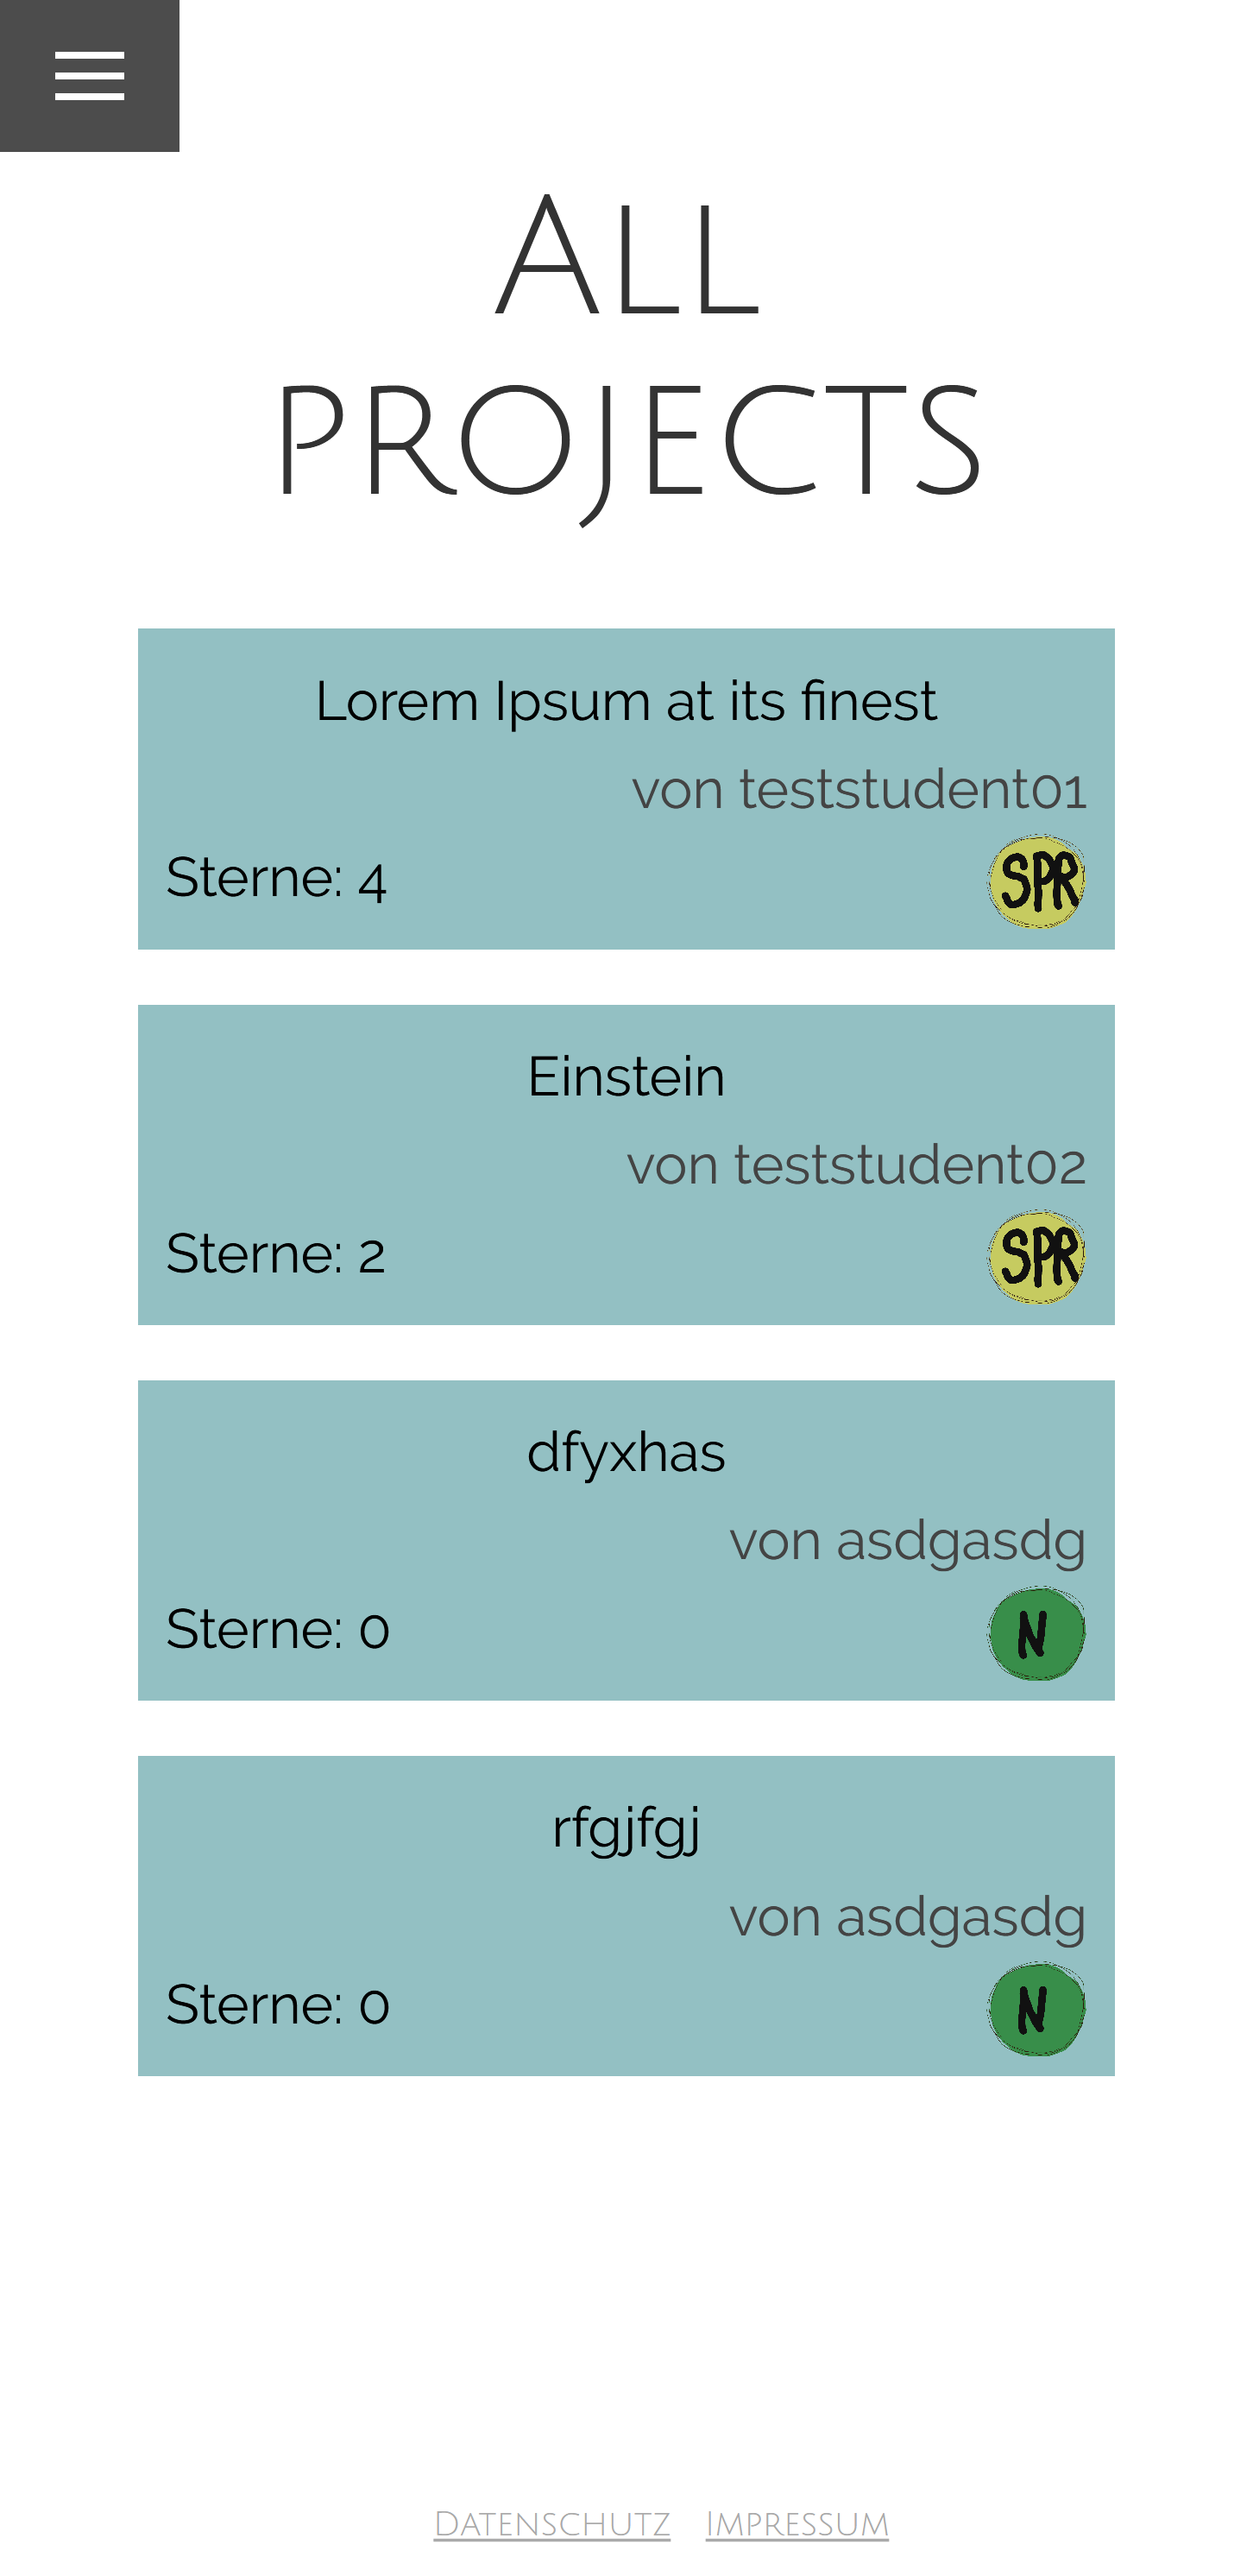 All
projects
Lorem Ipsum at its finest
von teststudent01
Sterne: 4
SPR
Einstein
von teststudent02
Sterne: 2
SPR
dfyxhas
von asdgasdg
Sterne: 0
N
rfgjfgj
von asdgasdg
Sterne: 0
N
Datenschutz Impressum